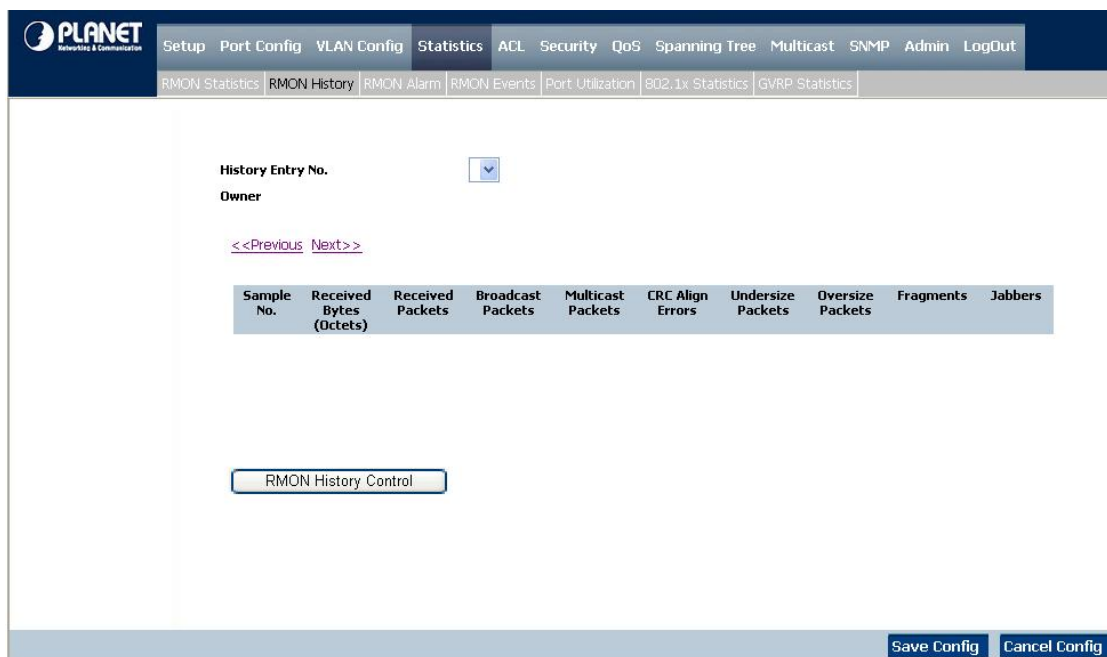 PLANET
Networking & Communication
Setup Port Config VLAN Config Statistics ACL Security QoS Spanning Tree Multicast SNMP Admin LogOut
RMON Statistics RMON History RMON Alarm RMON Events Port Utilization 802.1x Statistics GVRP Statistics
History Entry No.
Owner
<<Previous Next>>
Sample No. Received Bytes (Octets) Received Packets Broadcast Packets Multicast Packets CRC Align Errors Undersize Packets Oversize Packets Fragments Jabbers
RMON History Control
Save Config Cancel Config